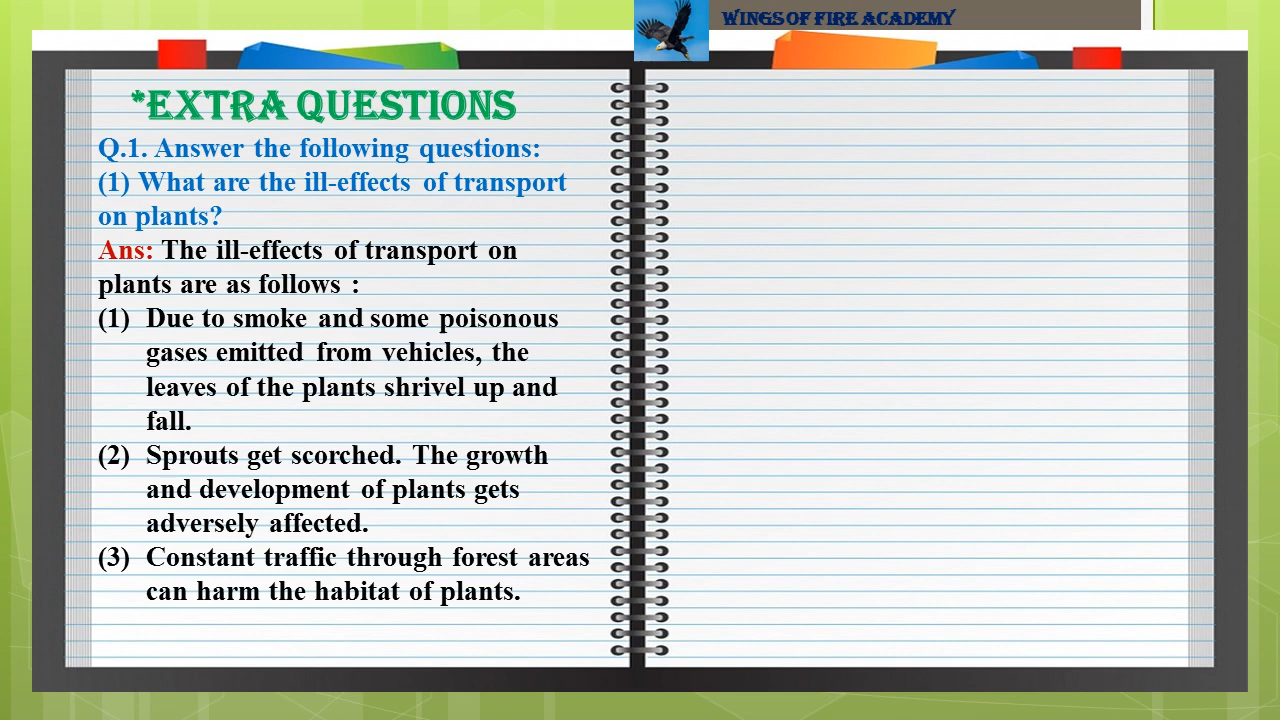 WINGS OF FIRE ACADEMY
*EXTRA QUESTIONS
Q.1. Answer the following questions:
(1) What are the ill-effects of transport
on plants?
Ans: The ill-effects of transport on
plants are as follows :
(1) Due to smoke and some poisonous
gases emitted from vehicles, the
leaves of the plants shrivel up and
fall.
(2) Sprouts get scorched. The growth
and development of plants gets
adversely affected.
(3) Constant traffic through forest areas
can harm the habitat of plants.